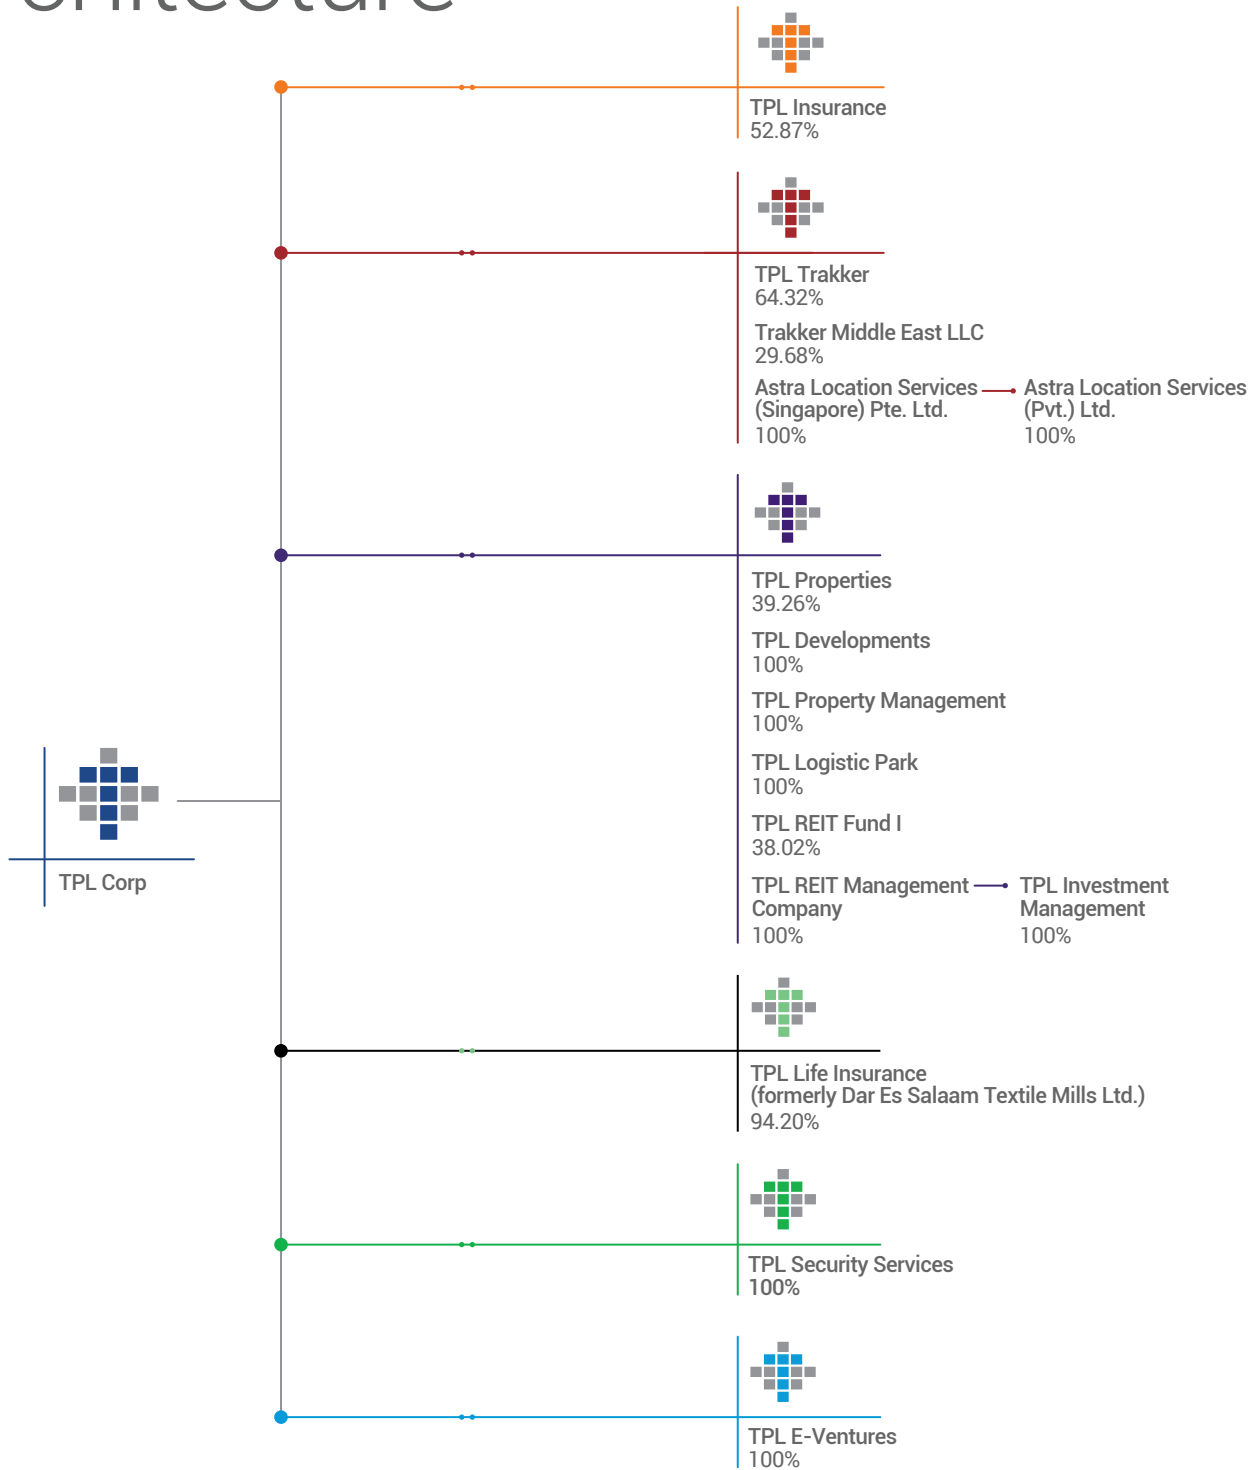 TPL Insurance
52.87%
TPL Trakker
64.32%
Trakker Middle East LLC
29.68%
Astra Location Services
(Singapore) Pte. Ltd.
100%
Astra Location Services
(Pvt.) Ltd.
100%
TPL Properties
39.26%
TPL Developments
100%
TPL Property Management
100%
TPL Logistic Park
100%
TPL REIT Fund I
38.02%
TPL REIT Management
Company
100%
TPL Investment
Management
100%
TPL Corp
TPL Life Insurance
(formerly Dar Es Salaam Textile Mills Ltd.)
94.20%
TPL Security Services
100%
TPL E-Ventures
100%